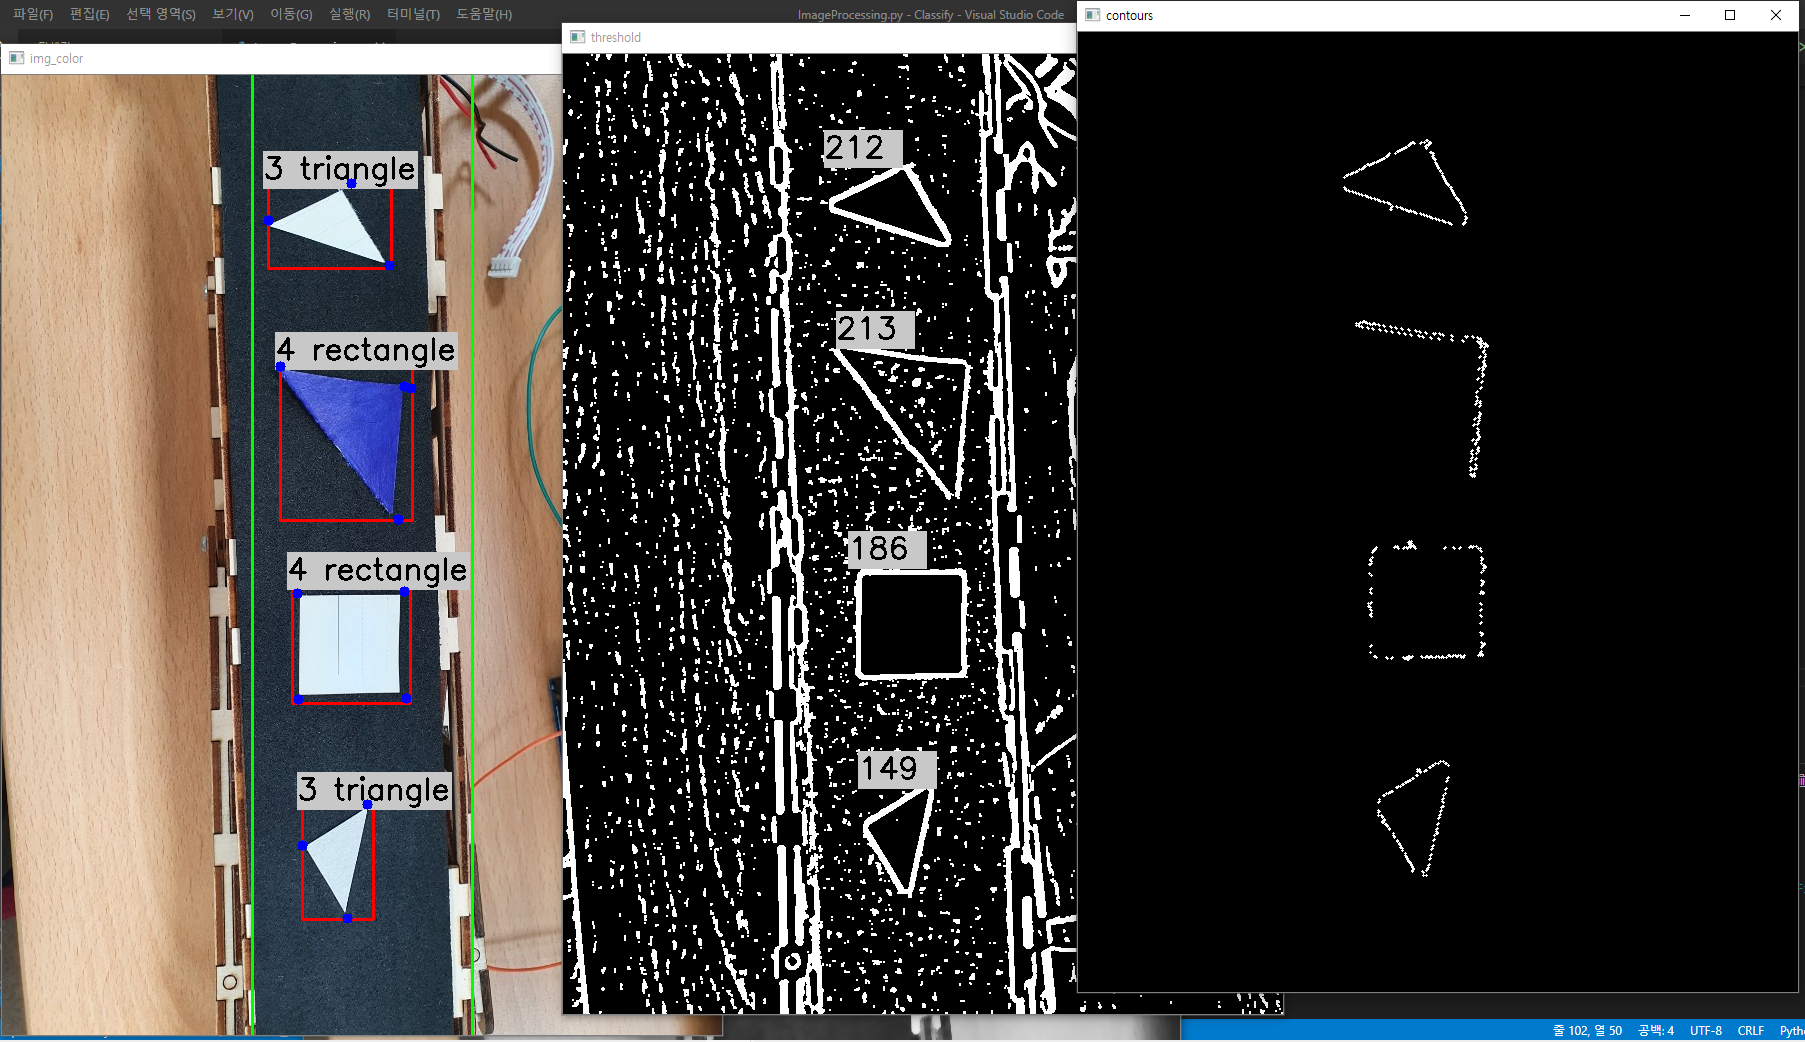 파일(F) 편집(E) 선택 영역(S) 보기(V) 이동(G) 실행(R) 터미널(T) 도움말(H) ImageProcessing.py - Classify - Visual Studio Code
img_color
threshold
contours
3 triangle
4 rectangle
4 rectangle
3 triangle
212
213
186
149
줄 102, 열 50 공백: 4 UTF-8 CRLF